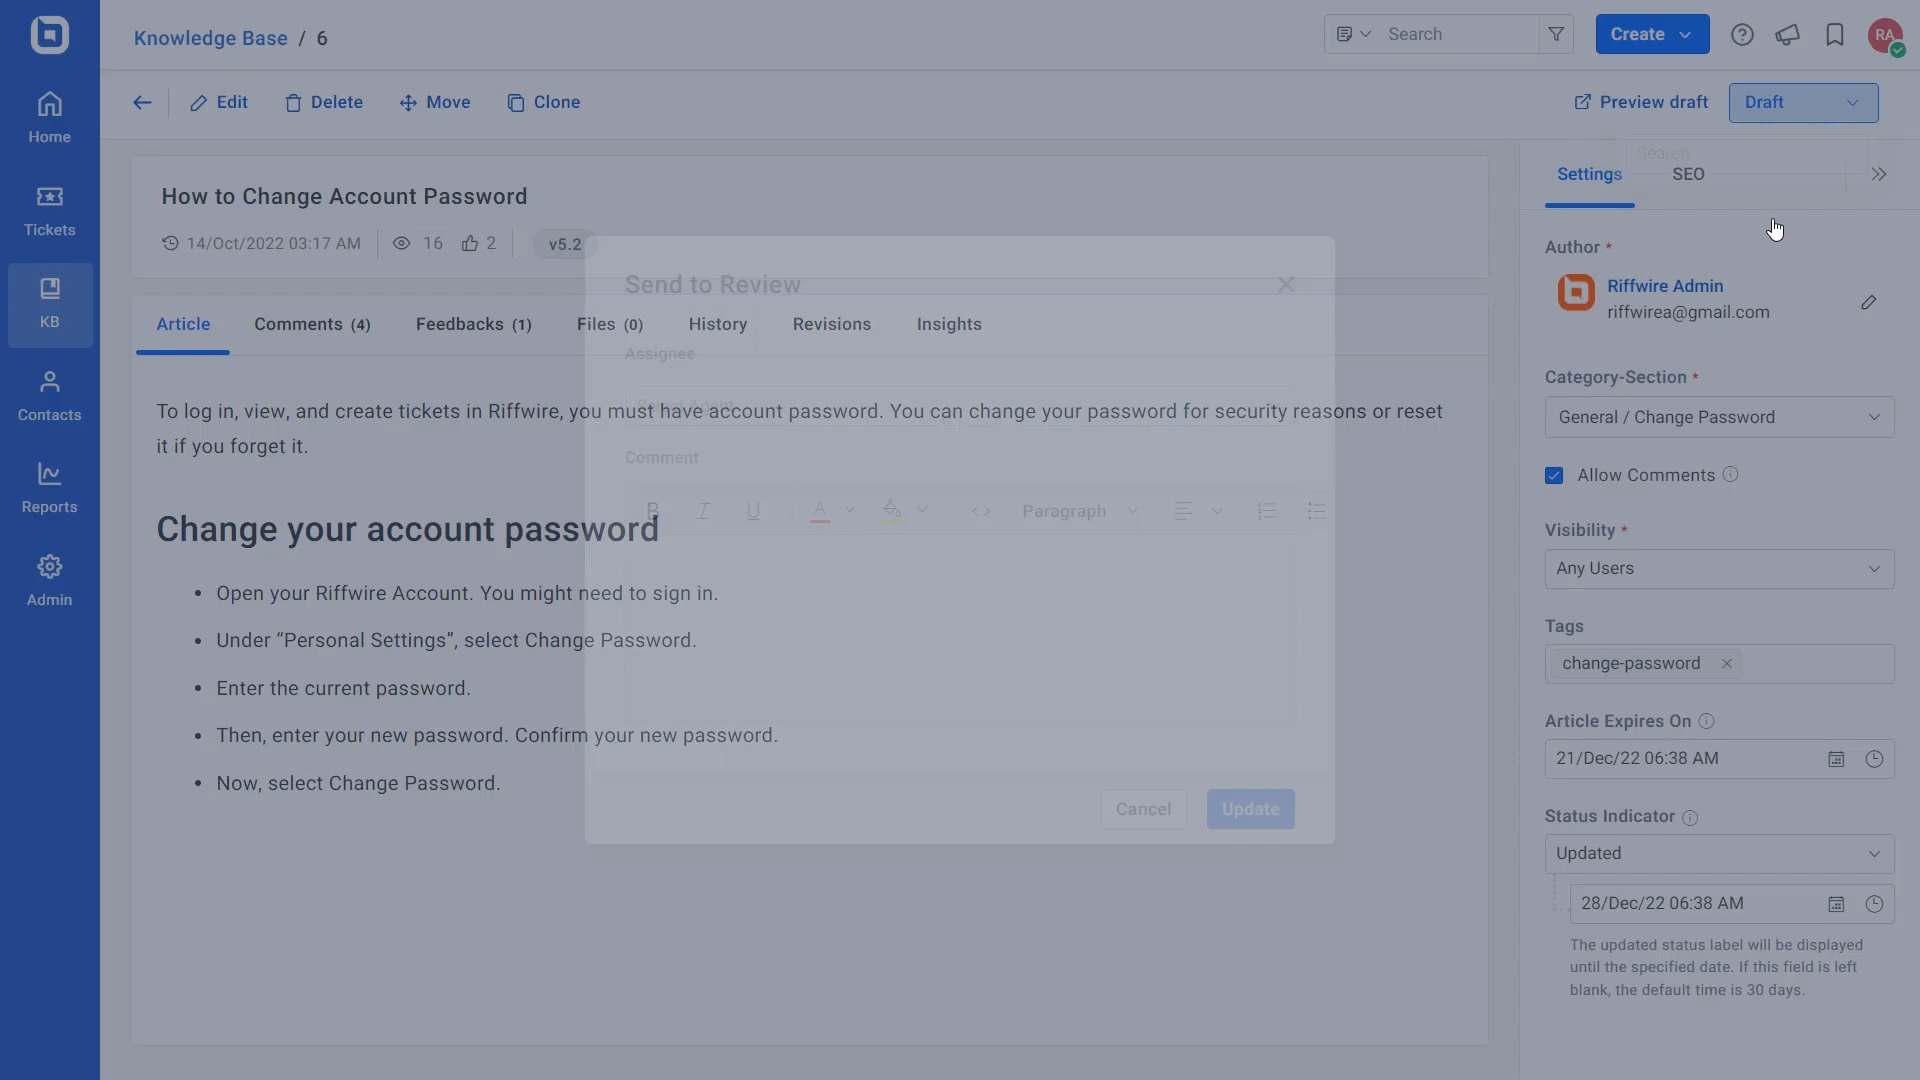 Knowledge Base / 6
Search
Create
RA
Home
Tickets
KB
Contacts
Reports
Admin
Edit
Delete
Move
Clone
Preview draft
Draft
Search
How to Change Account Password
14/Oct/2022 03:17 AM
16
2
v5.2
Article
Comments (4)
Feedbacks (1)
Files (0)
History
Revisions
Insights
To log in, view, and create tickets in Riffwire, you must have account password. You can change your password for security reasons or reset
it if you forget it.
Change your account password
• Open your Riffwire Account. You might need to sign in.
• Under “Personal Settings”, select Change Password.
• Enter the current password.
• Then, enter your new password. Confirm your new password.
• Now, select Change Password.
Send to Review
Assignee
Select Agent
Comment
B I U A <> Paragraph
Cancel
Update
Settings
SEO
Author *
Riffwire Admin
riffwirea@gmail.com
Category-Section *
General / Change Password
Allow Comments
Visibility *
Any Users
Tags
change-password
Article Expires On
21/Dec/22 06:38 AM
Status Indicator
Updated
28/Dec/22 06:38 AM
The updated status label will be displayed
until the specified date. If this field is left
blank, the default time is 30 days.